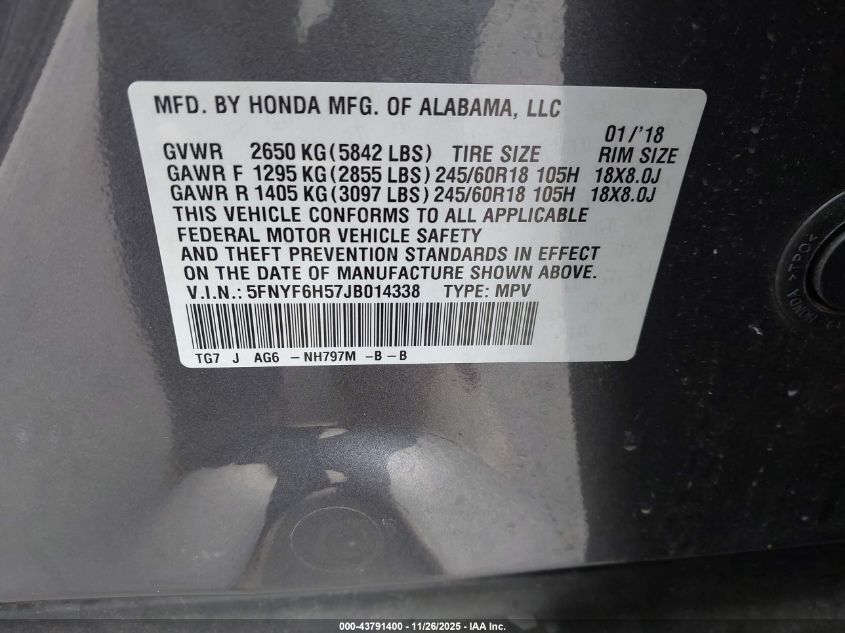 MFD. BY HONDA MFG. OF ALABAMA, LLC
01/'18
GVWR 2650 KG(5842 LBS) TIRE SIZE RIM SIZE
GAWR F 1295 KG(2855 LBS) 245/60R18 105H 18X8.0J
GAWR R 1405 KG(3097 LBS) 245/60R18 105H 18X8.0J
THIS VEHICLE CONFORMS TO ALL APPLICABLE
FEDERAL MOTOR VEHICLE SAFETY
AND THEFT PREVENTION STANDARDS IN EFFECT
ON THE DATE OF MANUFACTURE SHOWN ABOVE.
V.I.N.: 5FNYF6H57JB014338 TYPE: MPV
TG7 J AG6 – NH797M – B – B
>TPO<
000-43791400 | 11/26/2025 - IAA Inc.